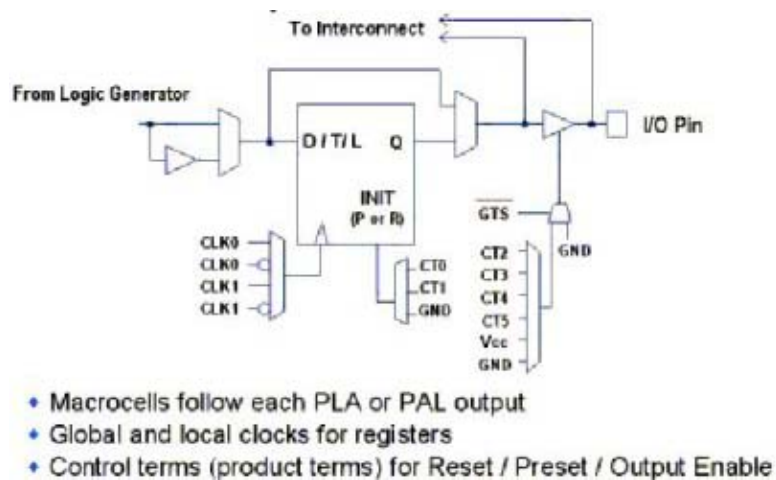 To Interconnect
From Logic Generator
I/O Pin
D / T / L Q
INIT
(P or R)
GTS
GND
CLK0
CLK0
CLK1
CLK1
CT0
CT1
GND
CT2
CT3
CT4
CT5
Vcc
GND
Macrocells follow each PLA or PAL output
Global and local clocks for registers
Control terms (product terms) for Reset / Preset / Output Enable